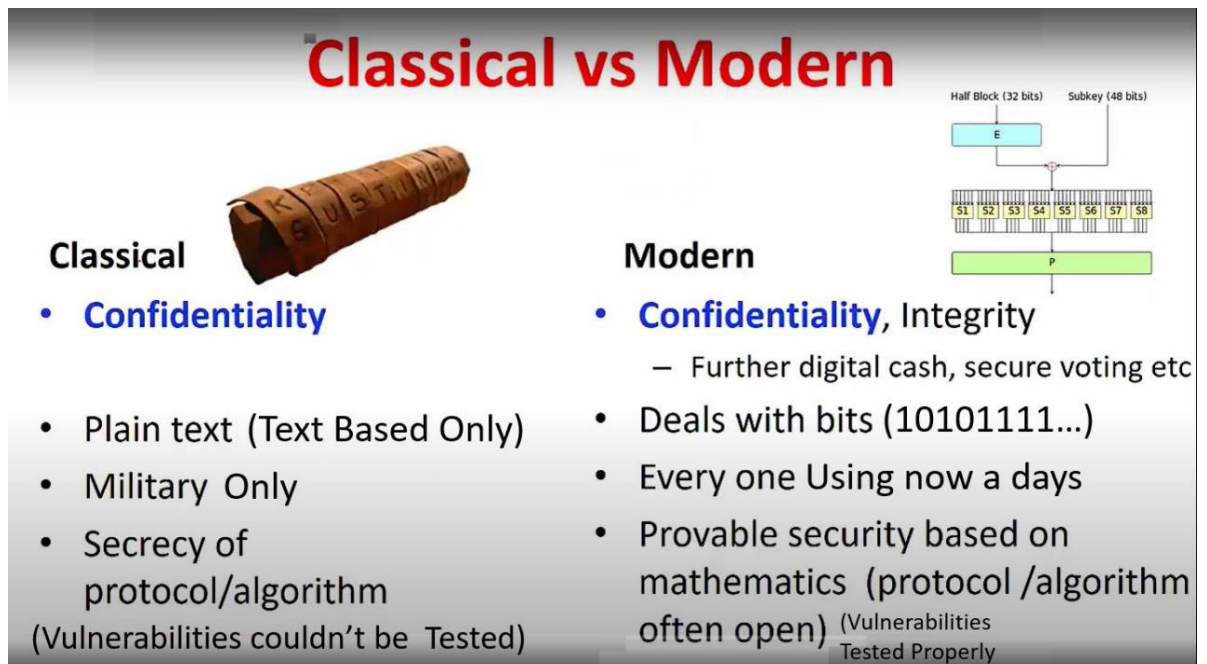 Classical vs Modern
Half Block (32 bits) Subkey (48 bits)
E
S1 S2 S3 S4 S5 S6 S7 S8
P
Classical
• Confidentiality
• Plain text (Text Based Only)
• Military Only
• Secrecy of
protocol/algorithm
(Vulnerabilities couldn't be Tested)
Modern
• Confidentiality, Integrity
– Further digital cash, secure voting etc
• Deals with bits (10101111...)
• Every one Using now a days
• Provable security based on
mathematics (protocol /algorithm
often open) (Vulnerabilities
Tested Properly